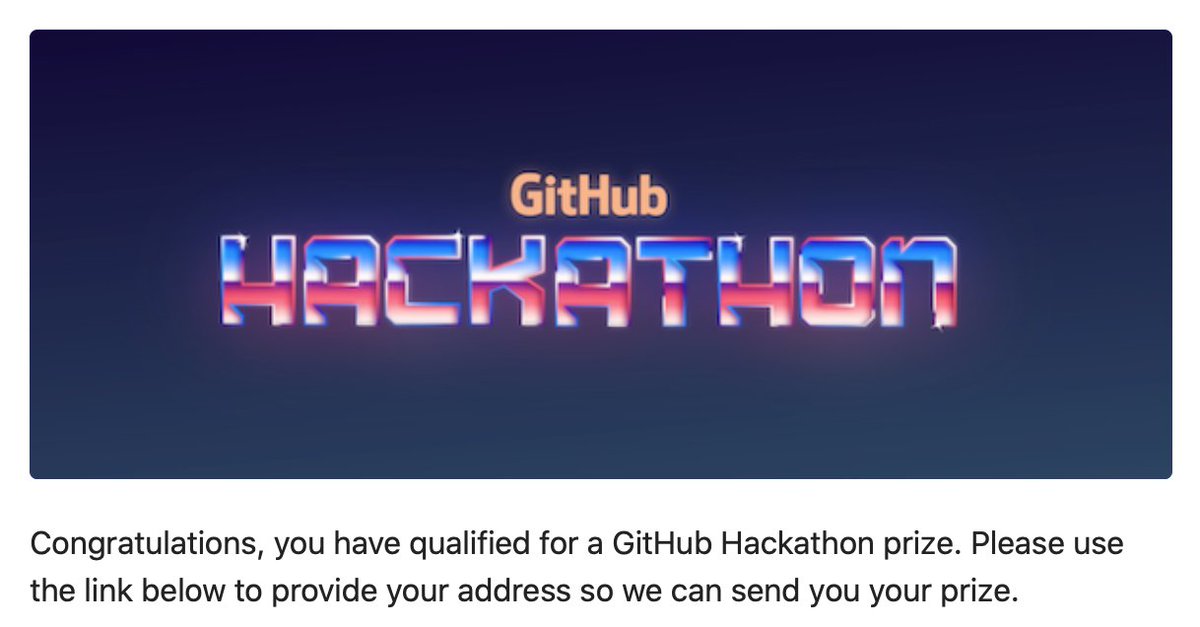 GitHub
HACKATHON
Congratulations, you have qualified for a GitHub Hackathon prize. Please use
the link below to provide your address so we can send you your prize.